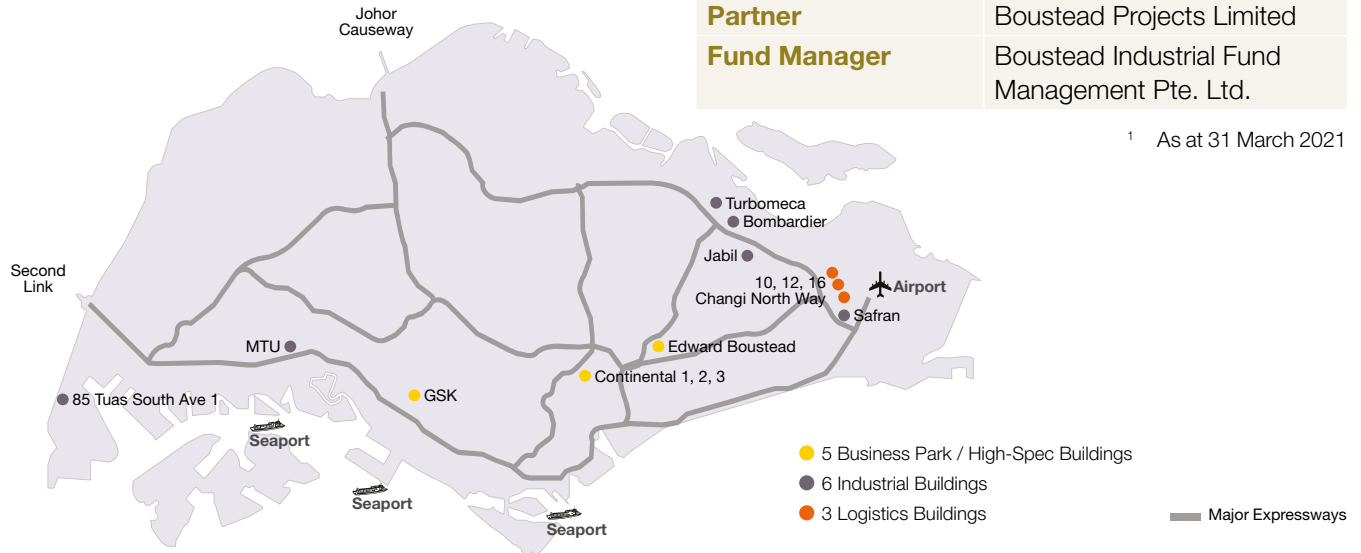 Partner
Boustead Projects Limited
Fund Manager
Boustead Industrial Fund
Management Pte. Ltd.
1 As at 31 March 2021
Johor
Causeway
Second
Link
Turbomeca
Bombardier
Jabil
10, 12, 16
Changi North Way
Airport
Safran
MTU
Edward Boustead
Continental 1, 2, 3
GSK
85 Tuas South Ave 1
Seaport
Seaport
Seaport
5 Business Park / High-Spec Buildings
6 Industrial Buildings
3 Logistics Buildings
Major Expressways